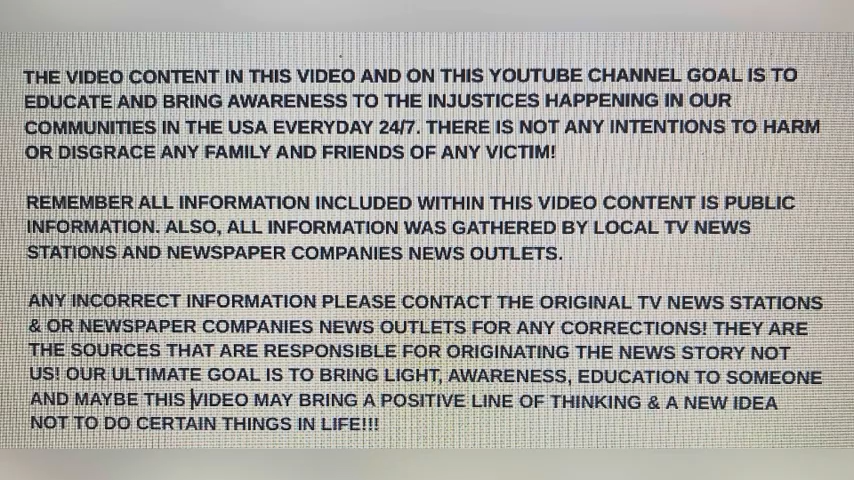 THE VIDEO CONTENT IN THIS VIDEO AND ON THIS YOUTUBE CHANNEL GOAL IS TO
EDUCATE AND BRING AWARENESS TO THE INJUSTICES HAPPENING IN OUR
COMMUNITIES IN THE USA EVERYDAY 24/7. THERE IS NOT ANY INTENTIONS TO HARM
OR DISGRACE ANY FAMILY AND FRIENDS OF ANY VICTIM!
REMEMBER ALL INFORMATION INCLUDED WITHIN THIS VIDEO CONTENT IS PUBLIC
INFORMATION. ALSO, ALL INFORMATION WAS GATHERED BY LOCAL TV NEWS
STATIONS AND NEWSPAPER COMPANIES NEWS OUTLETS.
ANY INCORRECT INFORMATION PLEASE CONTACT THE ORIGINAL TV NEWS STATIONS
& OR NEWSPAPER COMPANIES NEWS OUTLETS FOR ANY CORRECTIONS! THEY ARE
THE SOURCES THAT ARE RESPONSIBLE FOR ORIGINATING THE NEWS STORY NOT
US! OUR ULTIMATE GOAL IS TO BRING LIGHT, AWARENESS, EDUCATION TO SOMEONE
AND MAYBE THIS VIDEO MAY BRING A POSITIVE LINE OF THINKING & A NEW IDEA
NOT TO DO CERTAIN THINGS IN LIFE!!!